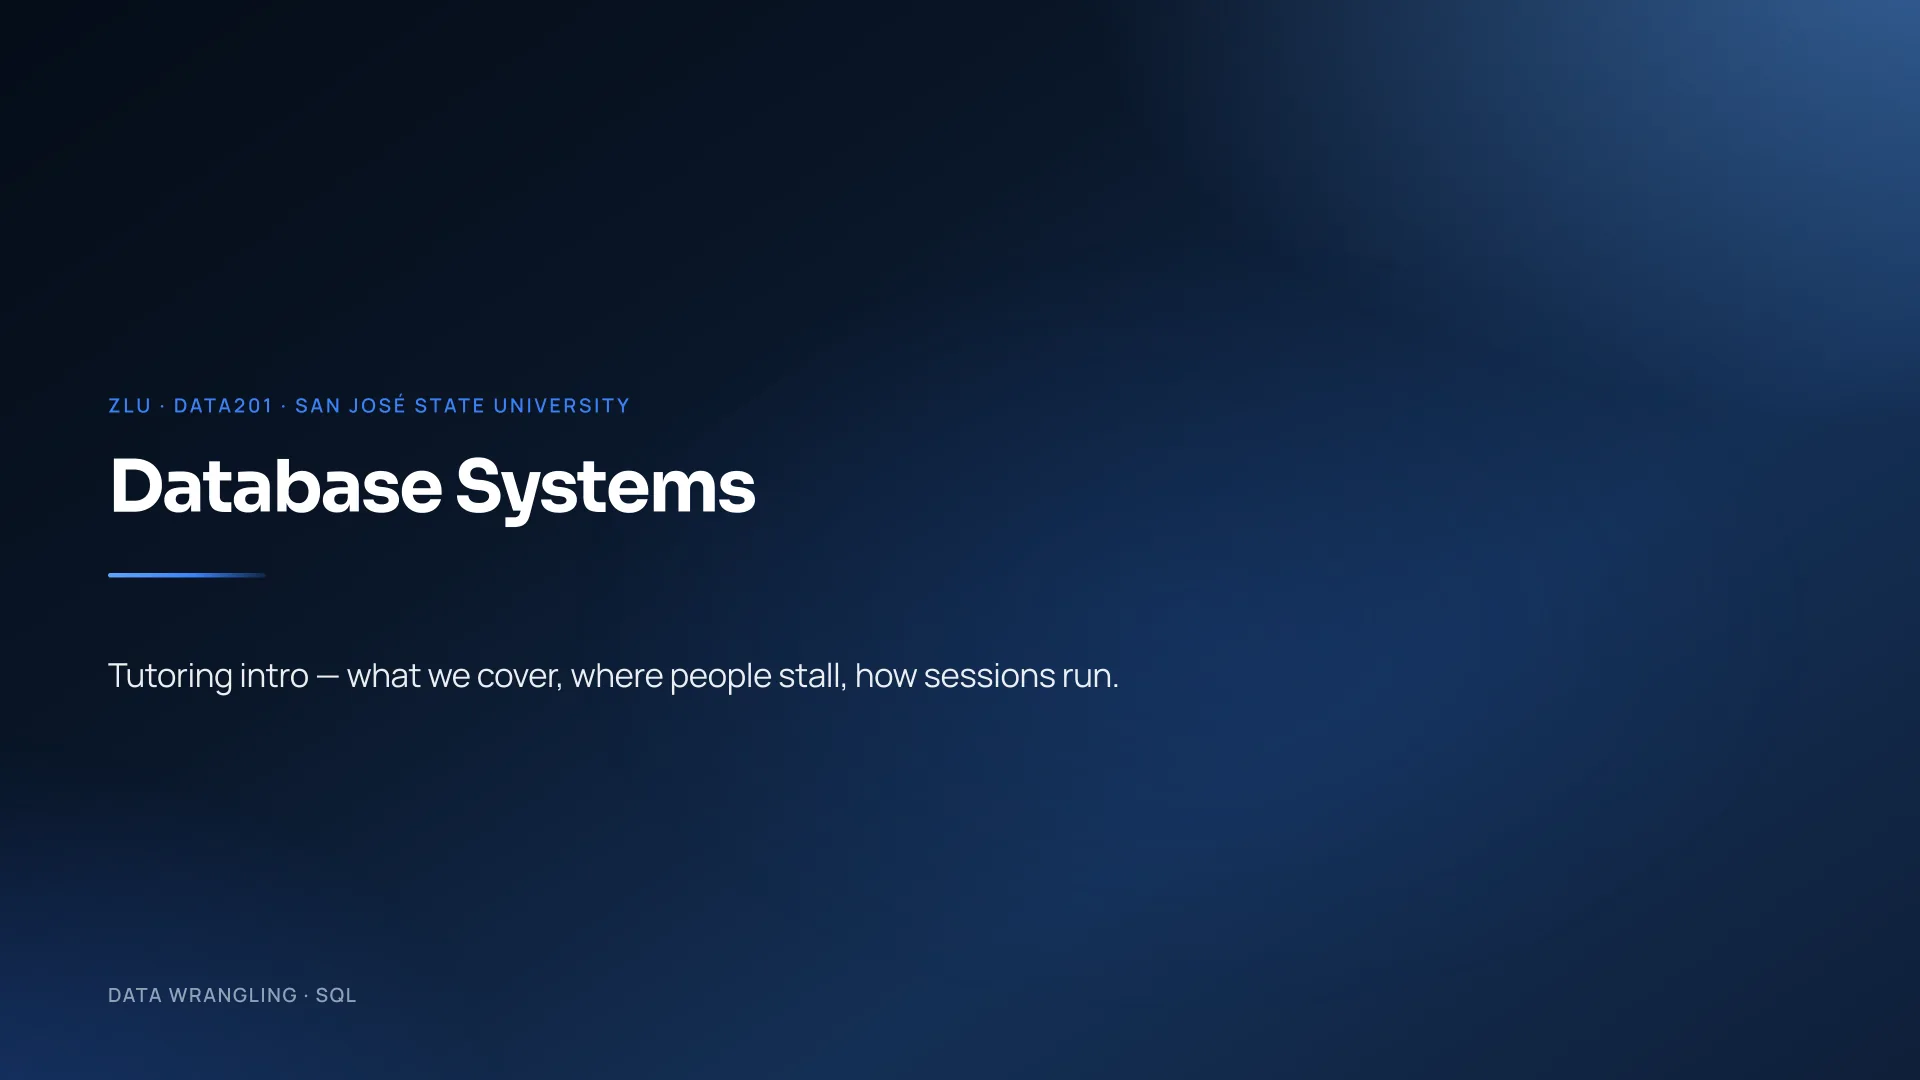 ZLU · DATA201 · SAN JOSÉ STATE UNIVERSITY
Database Systems
Tutoring intro — what we cover, where people stall, how sessions run.
DATA WRANGLING · SQL